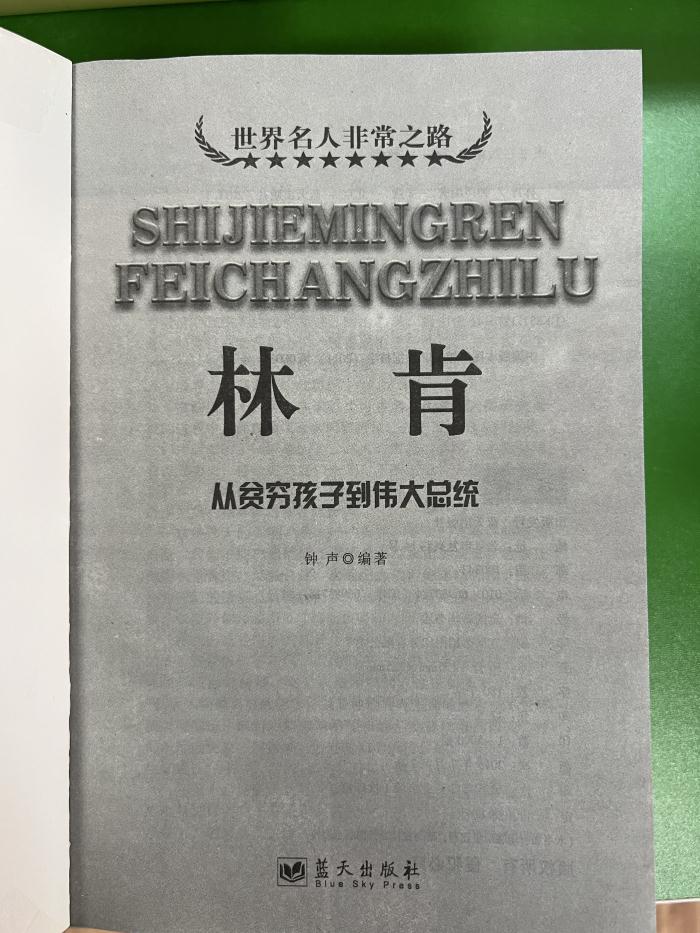 世界名人非常之路
SHIJIEMINGREN
FEICHANGZHILU
林肯
从贫穷孩子到伟大总统
钟声◎编著
蓝天出版社
Blue Sky Press